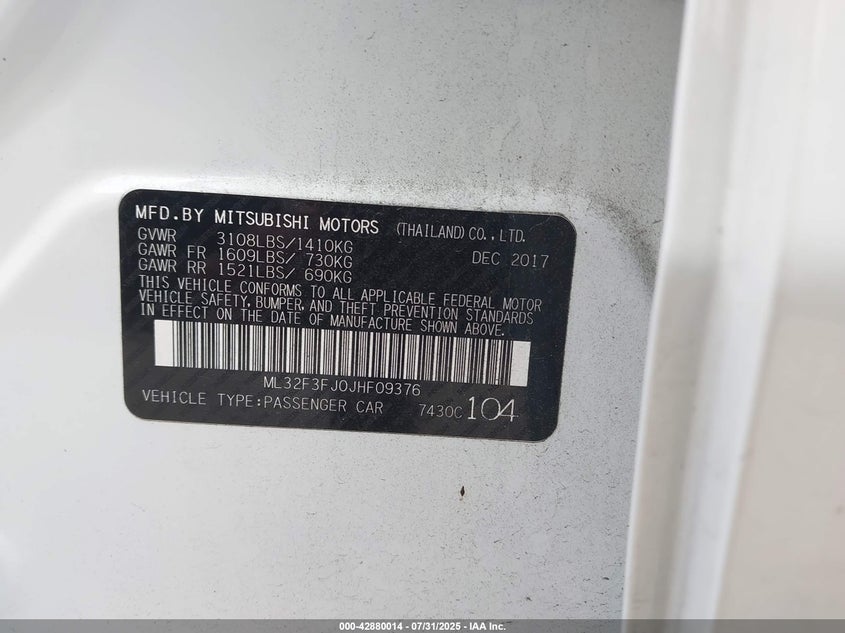 MFD.BY MITSUBISHI MOTORS (THAILAND)CO.,LTD.
GVWR 3108LBS/1410KG
GAWR FR 1609LBS/ 730KG DEC 2017
GAWR RR 1521LBS/ 690KG
THIS VEHICLE CONFORMS TO ALL APPLICABLE FEDERAL MOTOR
VEHICLE SAFETY, BUMPER, AND THEFT PREVENTION STANDARDS
IN EFFECT ON THE DATE OF MANUFACTURE SHOWN ABOVE.
ML32F3FJ0JHF09376
VEHICLE TYPE:PASSENGER CAR 7430C 104
000-42880014 - 07/31/2025 - IAA Inc.